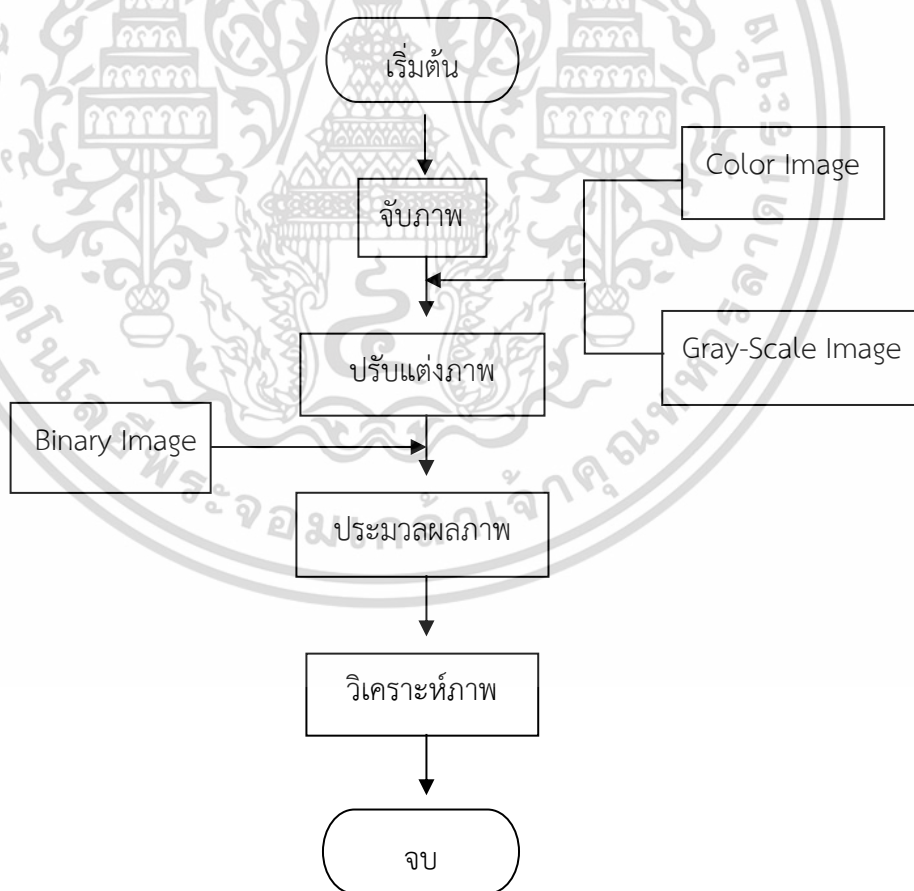 เริ่มต้น
Color Image
จับภาพ
Gray-Scale Image
ปรับแต่งภาพ
Binary Image
ประมวลผลภาพ
วิเคราะห์ภาพ
จบ